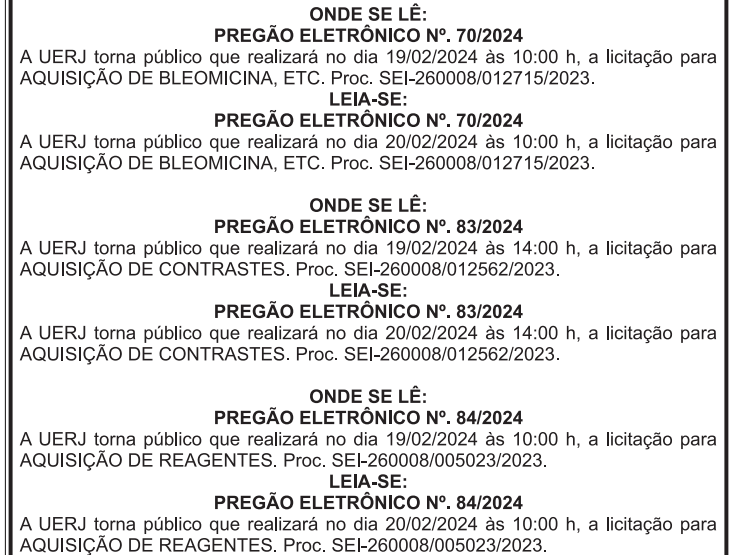 ONDE SE LÊ:
PREGÃO ELETRÔNICO Nº. 70/2024
A UERJ torna público que realizará no dia 19/02/2024 às 10:00 h, a licitação para
AQUISIÇÃO DE BLEOMICINA, ETC. Proc. SEI-260008/012715/2023.
LEIA-SE:
PREGÃO ELETRÔNICO Nº. 70/2024
A UERJ torna público que realizará no dia 20/02/2024 às 10:00 h, a licitação para
AQUISIÇÃO DE BLEOMICINA, ETC. Proc. SEI-260008/012715/2023.
ONDE SE LÊ:
PREGÃO ELETRÔNICO Nº. 83/2024
A UERJ torna público que realizará no dia 19/02/2024 às 14:00 h, a licitação para
AQUISIÇÃO DE CONTRASTES. Proc. SEI-260008/012562/2023.
LEIA-SE:
PREGÃO ELETRÔNICO Nº. 83/2024
A UERJ torna público que realizará no dia 20/02/2024 às 14:00 h, a licitação para
AQUISIÇÃO DE CONTRASTES. Proc. SEI-260008/012562/2023.
ONDE SE LÊ:
PREGÃO ELETRÔNICO Nº. 84/2024
A UERJ torna público que realizará no dia 19/02/2024 às 10:00 h, a licitação para
AQUISIÇÃO DE REAGENTES. Proc. SEI-260008/005023/2023.
LEIA-SE:
PREGÃO ELETRÔNICO Nº. 84/2024
A UERJ torna público que realizará no dia 20/02/2024 às 10:00 h, a licitação para
AQUISIÇÃO DE REAGENTES. Proc. SEI-260008/005023/2023.